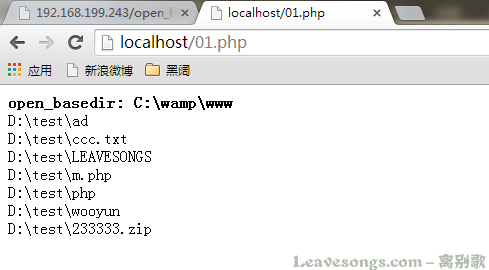 192.168.199.243/open_b
localhost/01.php
localhost/01.php
应用 新浪微博 黑阔
open_basedir: C:\wamp\www
D:\test\ad
D:\test\ccc.txt
D:\test\LEAVESONGS
D:\test\m.php
D:\test\php
D:\test\wooyun
D:\test\233333.zip
Leavesongs.com – 离别歌